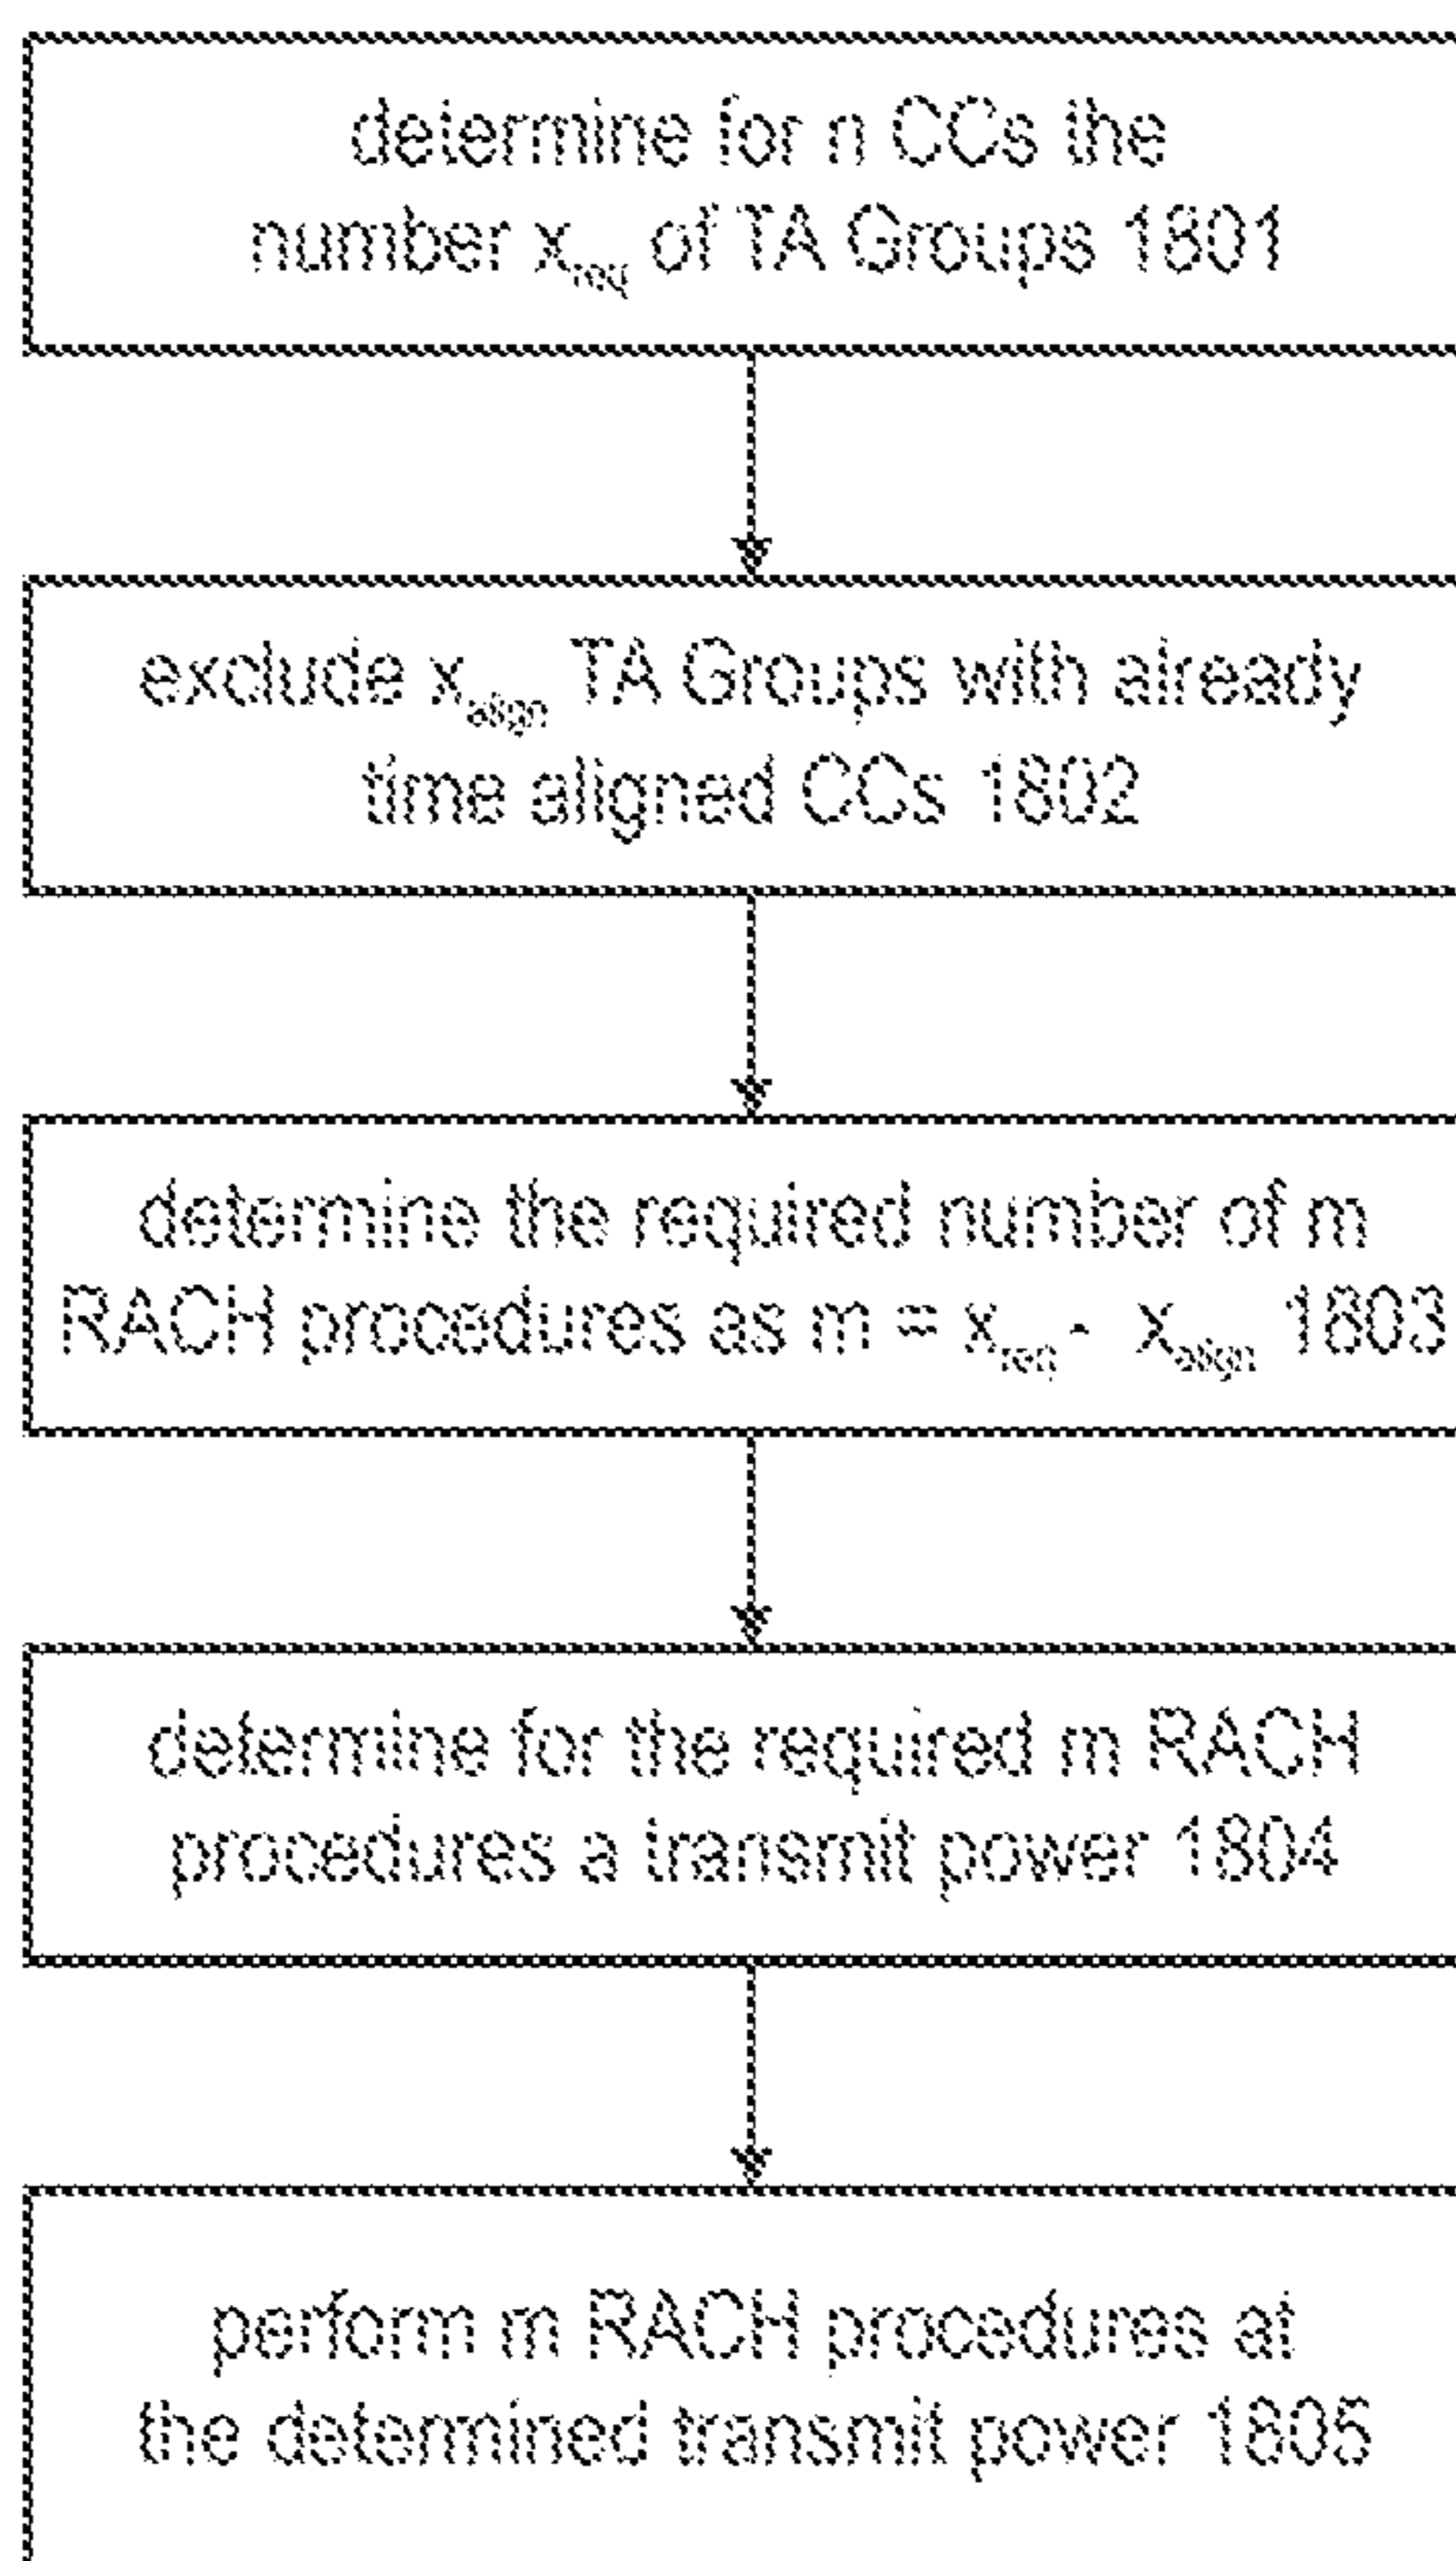 determine for n CCs the
number x_req of TA Groups 1801
exclude x_align TA Groups with already
time aligned CCs 1802
determine the required number of m
RACH procedures as m = x_req - x_align 1803
determine for the required m RACH
procedures a transmit power 1804
perform m RACH procedures at
the determined transmit power 1805